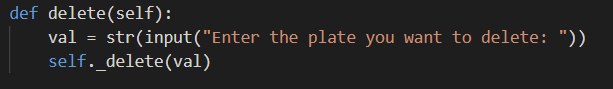 def delete(self):
    val = str(input("Enter the plate you want to delete: "))
    self._delete(val)